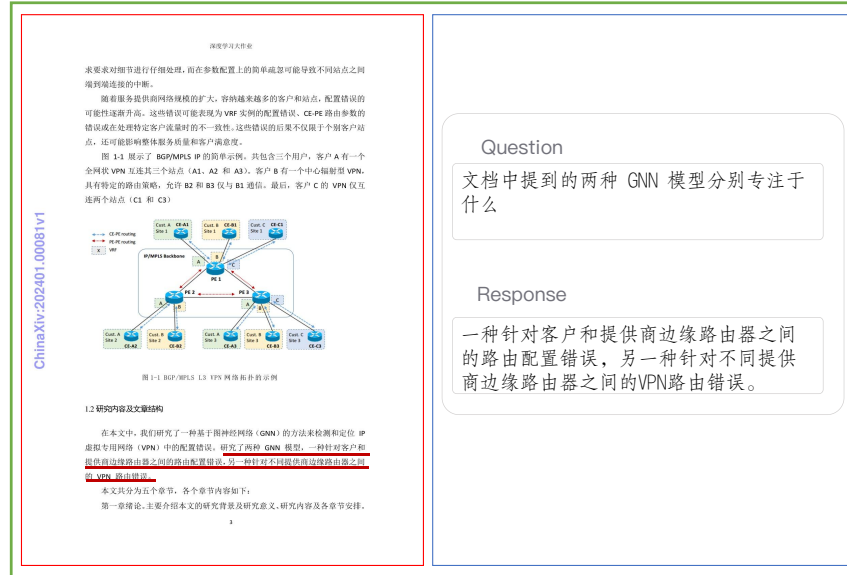 深度学习大作业
求要求对细节进行仔细处理,而在参数配置上的简单疏忽可能导致不同站点之间
端到端连接的中断。
随着服务提供商网络规模的扩大,容纳越来越多的客户和站点,配置错误的
可能性逐渐升高。这些错误可能表现为 VRF 实例的配置错误、CE-PE 路由参数的
错误或在处理特定客户流量时的不一致性。这些错误的后果不仅限于个别客户站
点,还可能影响整体服务质量和客户满意度。
图 1-1 展示了 BGP/MPLS IP 的简单示例。共包含三个用户,客户 A 有一个
全网状 VPN 互连其三个站点(A1、A2 和 A3)。客户 B 有一个中心辐射型 VPN,
具有特定的路由策略,允许 B2 和 B3 仅与 B1 通信。最后,客户 C 的 VPN 仅互
连两个站点(C1 和 C3)
CE-PE routing
PE-PE routing
X VRF
Cust. A CE-A1
Site 1
Cust. B CE-B1
Site 1
Cust. C CE-C1
Site 1
IP/MPLS Backbone
A
B
C
PE 1
PE 2
PE 3
A
B
A
B
C
Cust. A
Site 2
CE-A2
Cust. B
Site 2
CE-B2
Cust. A
Site 3
CE-A3
Cust. B
Site 3
CE-B3
Cust. C
Site 3
CE-C3
图 1-1 BGP/MPLS L3 VPN 网络拓扑的示例
1.2 研究内容及文章结构
在本文中,我们研究了一种基于图神经网络(GNN)的方法来检测和定位 IP
虚拟专用网络(VPN)中的配置错误。研究了两种 GNN 模型,一种针对客户和
提供商边缘路由器之间的路由配置错误,另一种针对不同提供商边缘路由器之间
的 VPN 路由错误。
本文共分为五个章节,各个章节内容如下:
第一章绪论。主要介绍本文的研究背景及研究意义、研究内容及各章节安排。
3
ChinaXiv:202401.00081v1
Question
文档中提到的两种 GNN 模型分别专注于
什么
Response
一种针对客户和提供商边缘路由器之间
的路由配置错误，另一种针对不同提供
商边缘路由器之间的VPN路由错误。